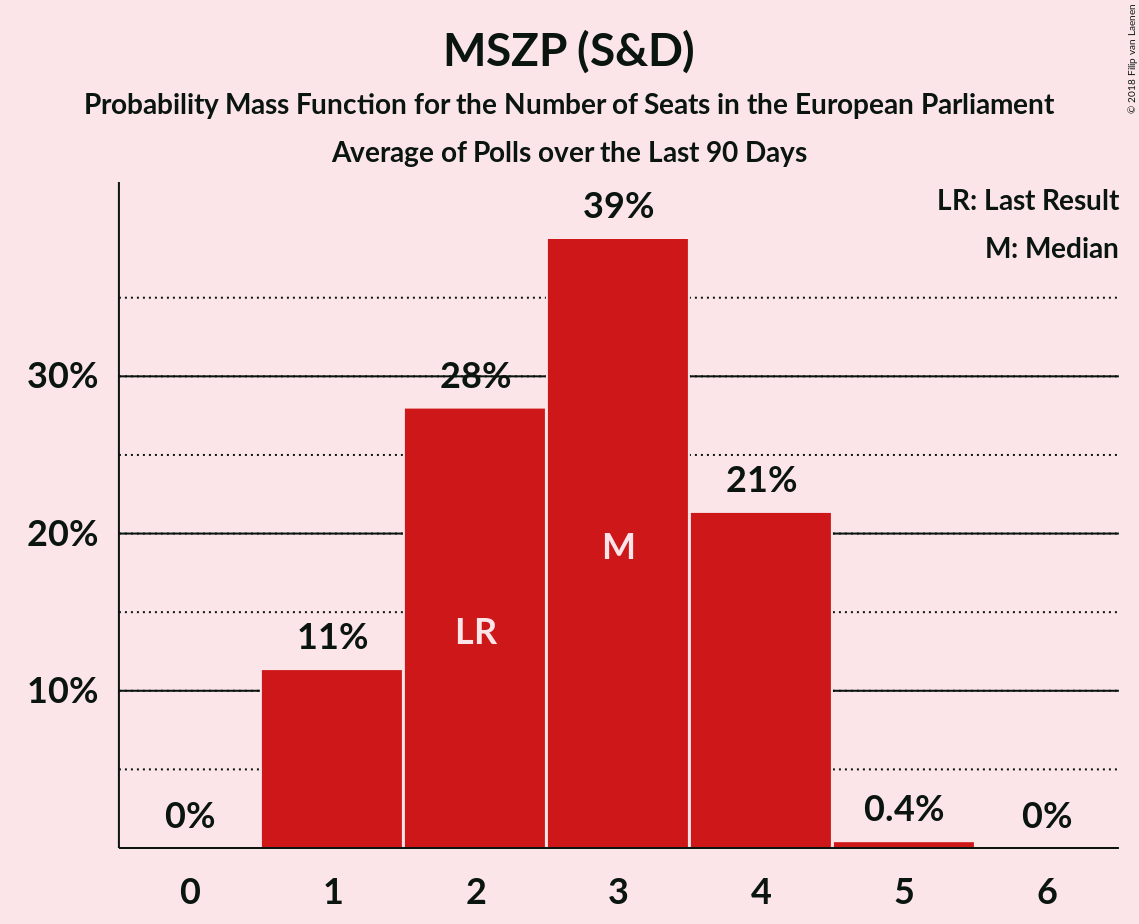 MSZP (S&D)
Probability Mass Function for the Number of Seats in the European Parliament
Average of Polls over the Last 90 Days
© 2018 Filip van Laenen
LR: Last Result
M: Median
39%
30%
28%
21%
20%
M
LR
11%
10%
0%
0.4%
0%
0 1 2 3 4 5 6